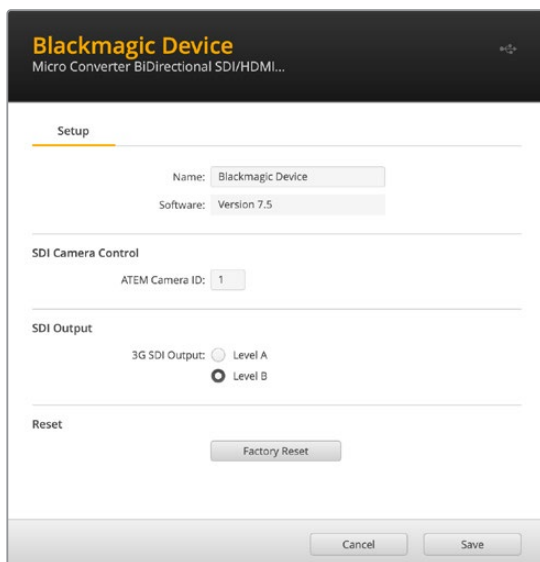 Blackmagic Device
Micro Converter BiDirectional SDI/HDMI...
Setup
Name: Blackmagic Device
Software: Version 7.5
SDI Camera Control
ATEM Camera ID: 1
SDI Output
3G SDI Output: Level A
Level B
Reset
Factory Reset
Cancel Save